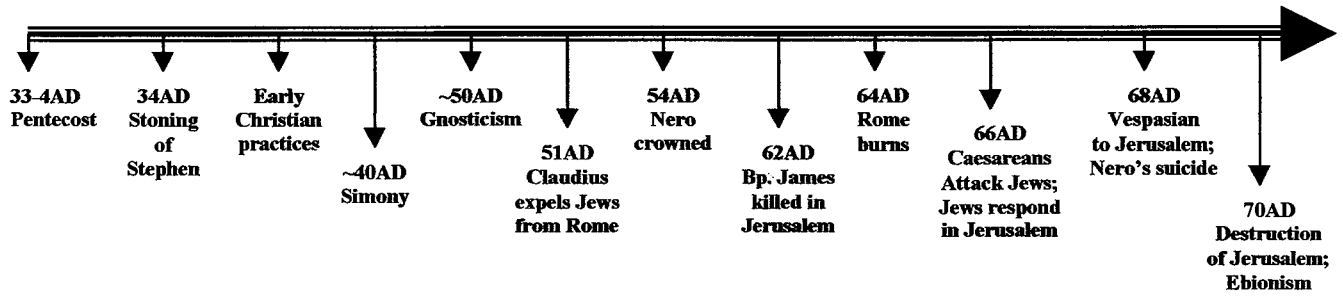 33-4AD
Pentecost
34AD
Stoning
of
Stephen
Early
Christian
practices
~40AD
Simony
~50AD
Gnosticism
51AD
Claudius
expels Jews
from Rome
54AD
Nero
crowned
62AD
Bp. James
killed in
Jerusalem
64AD
Rome
burns
66AD
Caesareans
Attack Jews;
Jews respond
in Jerusalem
68AD
Vespasian
to Jerusalem;
Nero's suicide
70AD
Destruction
of Jerusalem;
Ebionism